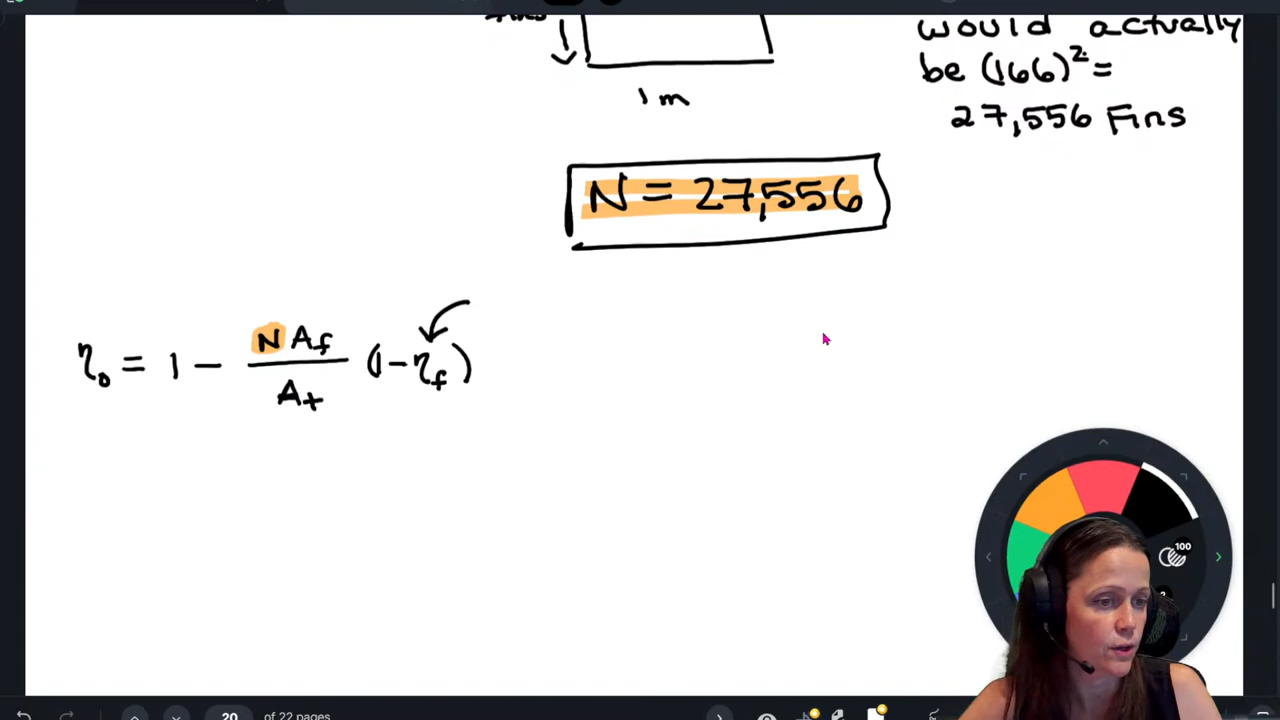 would actually
be (166)²=
27,556 Fins
1 m
N = 27,556
η₀ = 1 - N A_f / A_t (1-η_f)
100
20 of 22 pages